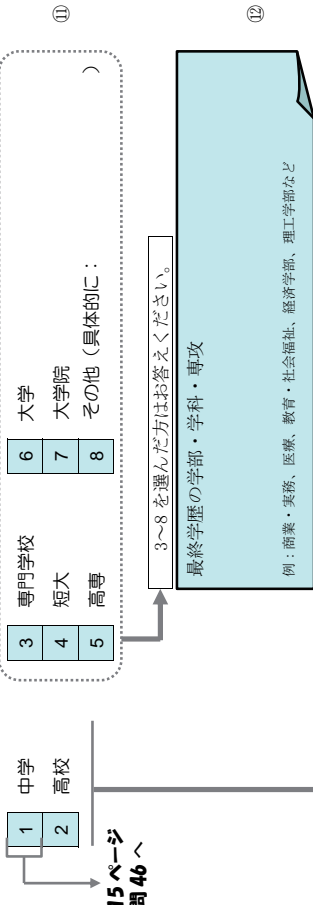 1 中学
2 高校
15 ページ
問 46 へ
3 専門学校 6 大学
4 短大 7 大学院
5 高専 8 その他（具体的に： ）
⑪
3～8 を選んだ方はお答えください。
最終学歴の学部・学科・専攻
例：商業・実務、医療、教育・社会福祉、経済学部、理工学部など
⑫